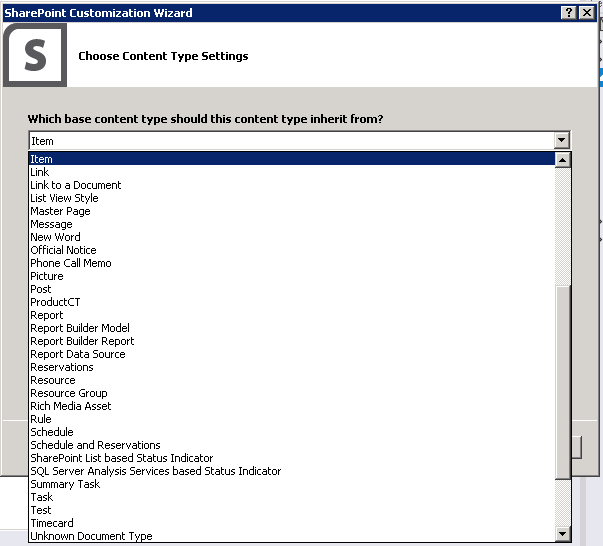 SharePoint Customization Wizard
S
Choose Content Type Settings
Which base content type should this content type inherit from?
Item
Item
Link
Link to a Document
List View Style
Master Page
Message
New Word
Official Notice
Phone Call Memo
Picture
Post
ProductCT
Report
Report Builder Model
Report Builder Report
Report Data Source
Reservations
Resource
Resource Group
Rich Media Asset
Rule
Schedule
Schedule and Reservations
SharePoint List based Status Indicator
SQL Server Analysis Services based Status Indicator
Summary Task
Task
Test
Timecard
Unknown Document Type